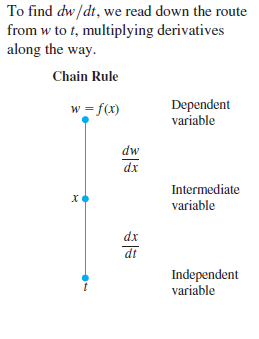 To find dw/dt, we read down the route
from w to t, multiplying derivatives
along the way.
Chain Rule
w = f(x)
Dependent
variable
dw
dx
x
Intermediate
variable
dx
dt
t
Independent
variable